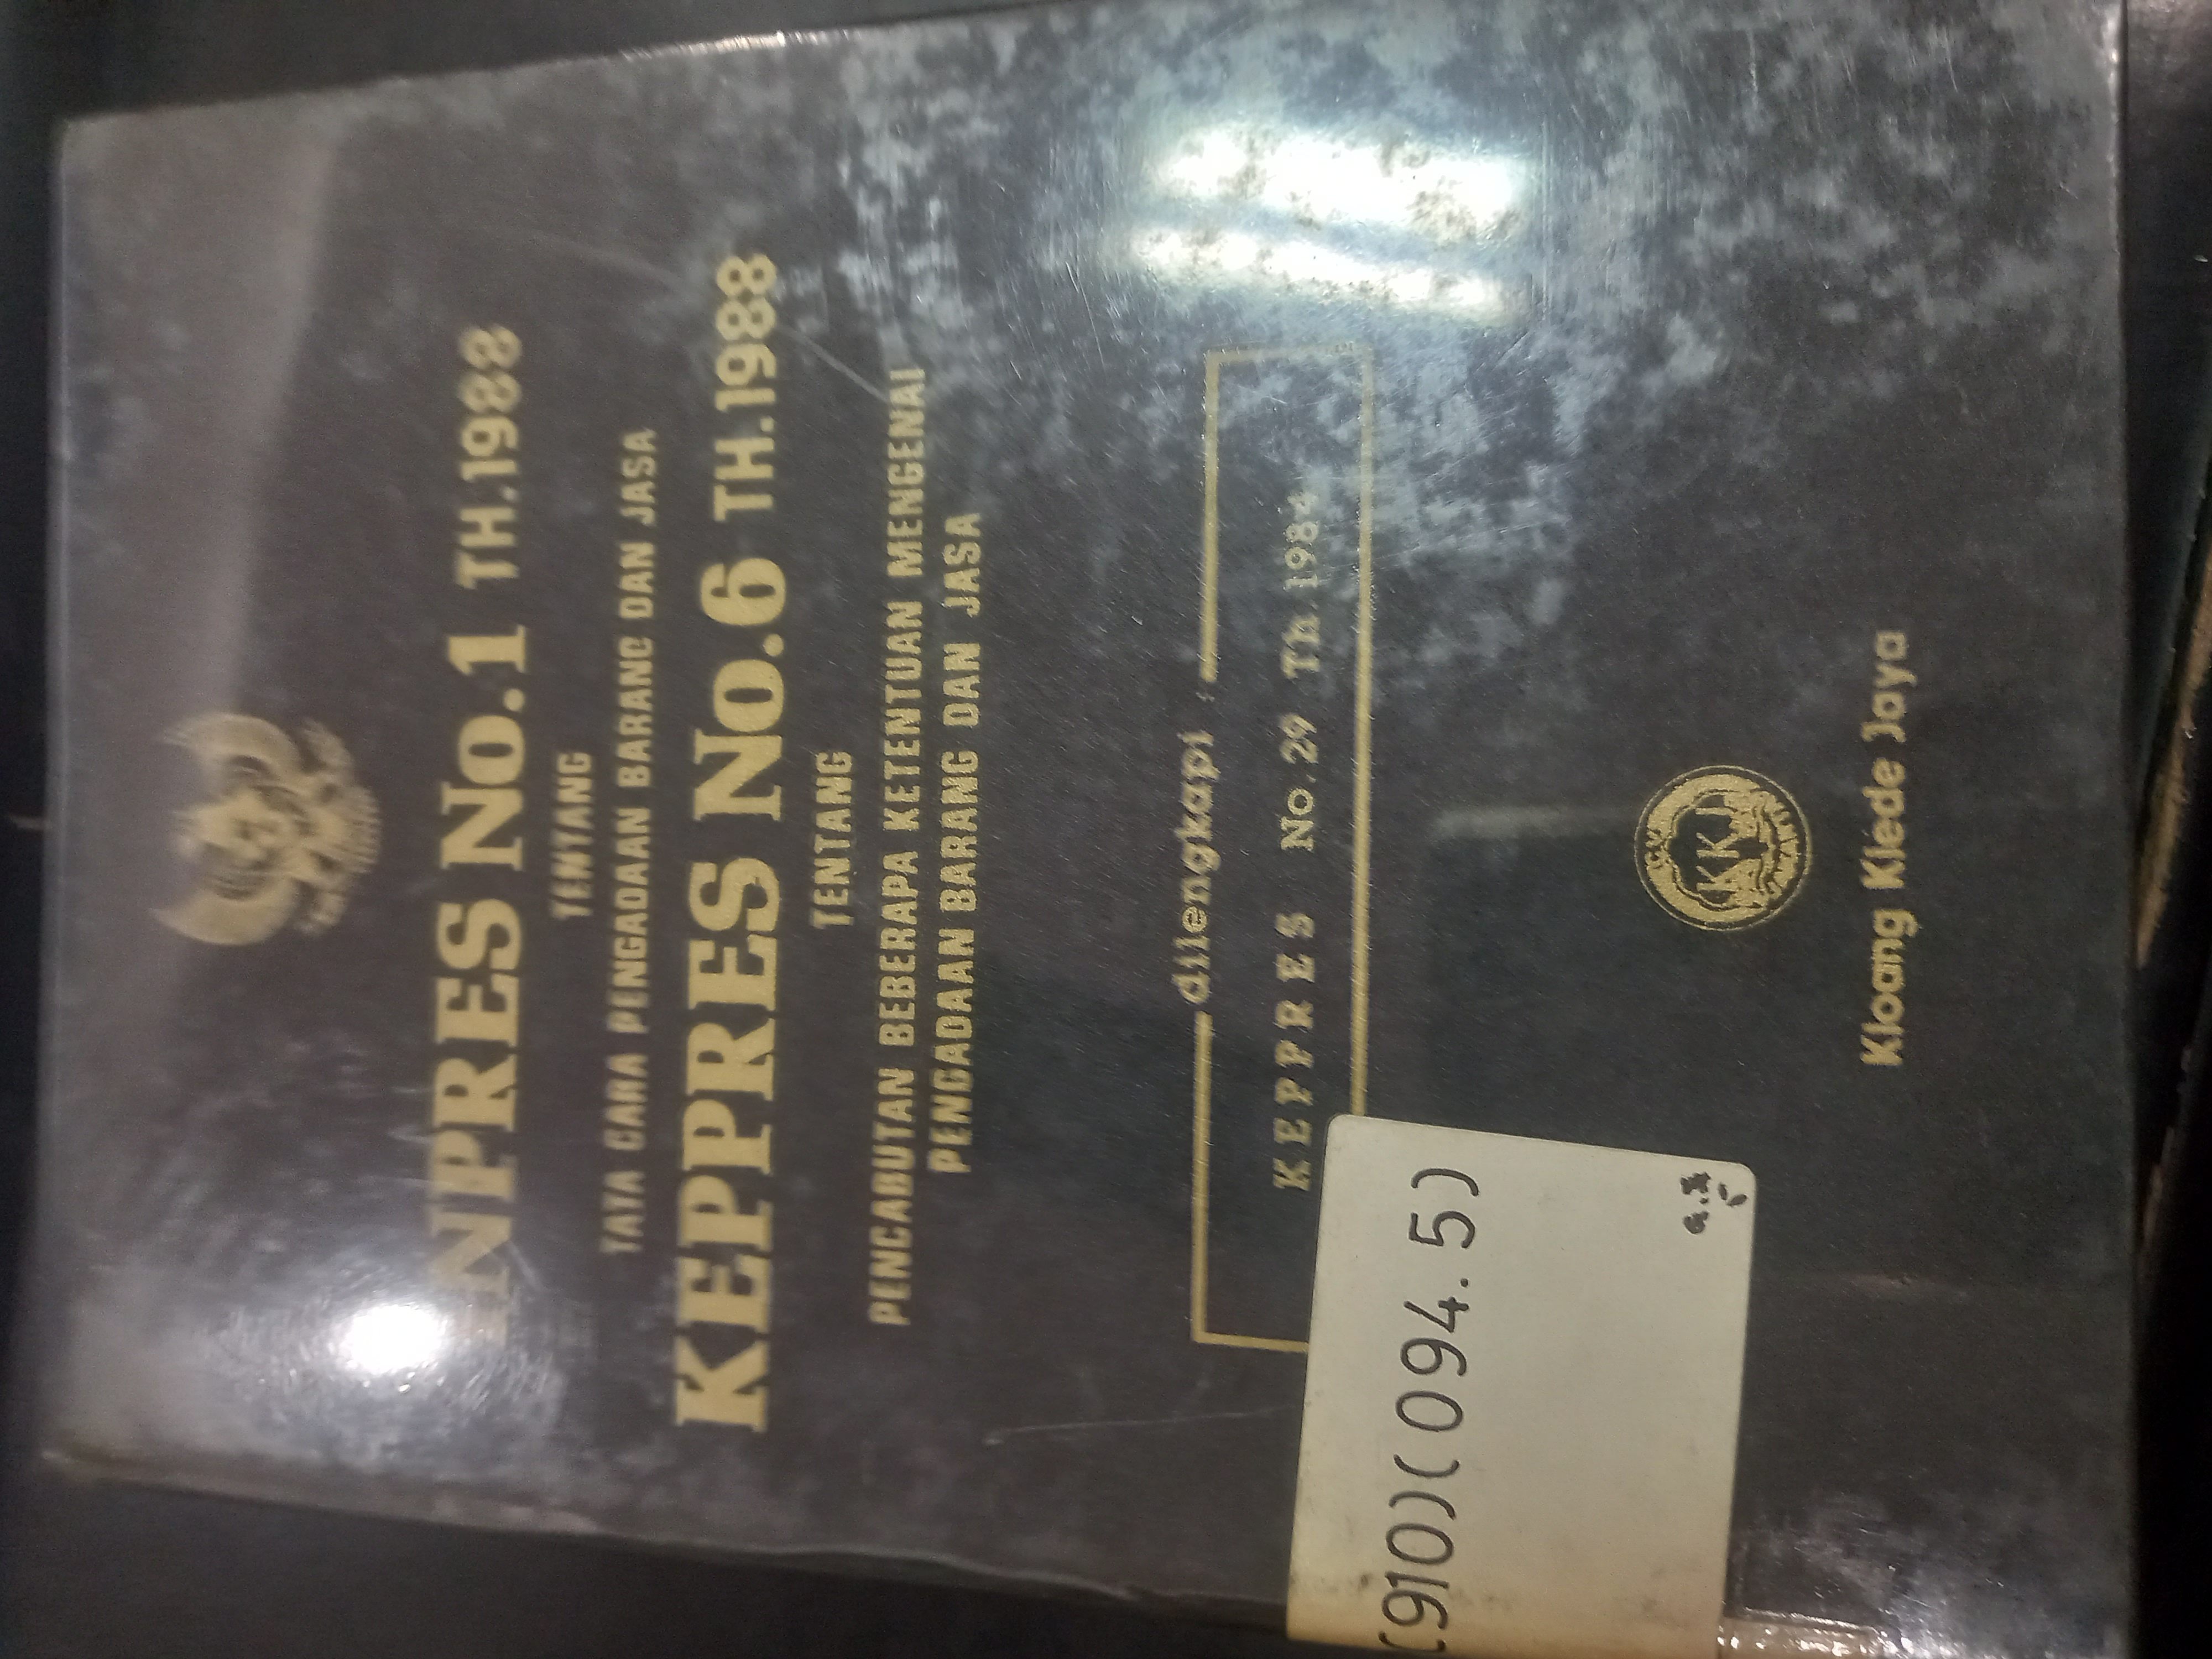 INPRES No.1 TH.1988
TENTANG
TATA CARA PENGADAAN BARANG DAN JASA
KEPPRES No.6 TH.1988
TENTANG
PENCABUTAN BEBERAPA KETENTUAN MENGENAI
PENGADAAN BARANG DAN JASA
dilengkapi :
KEPPRES No.29 Th.1984
KKJ
Kloang Klede Jaya
(910)(094.5)